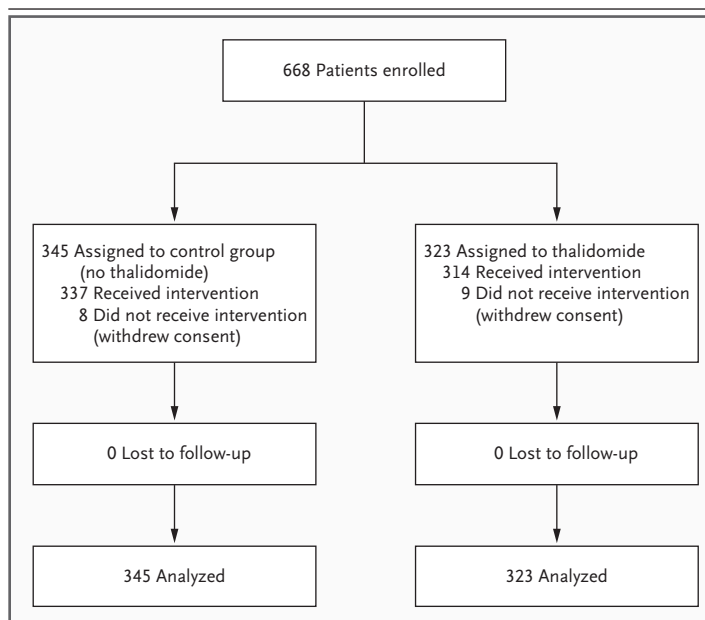 668 Patients enrolled
345 Assigned to control group
(no thalidomide)
337 Received intervention
8 Did not receive intervention
(withdrew consent)
323 Assigned to thalidomide
314 Received intervention
9 Did not receive intervention
(withdrew consent)
0 Lost to follow-up
0 Lost to follow-up
345 Analyzed
323 Analyzed